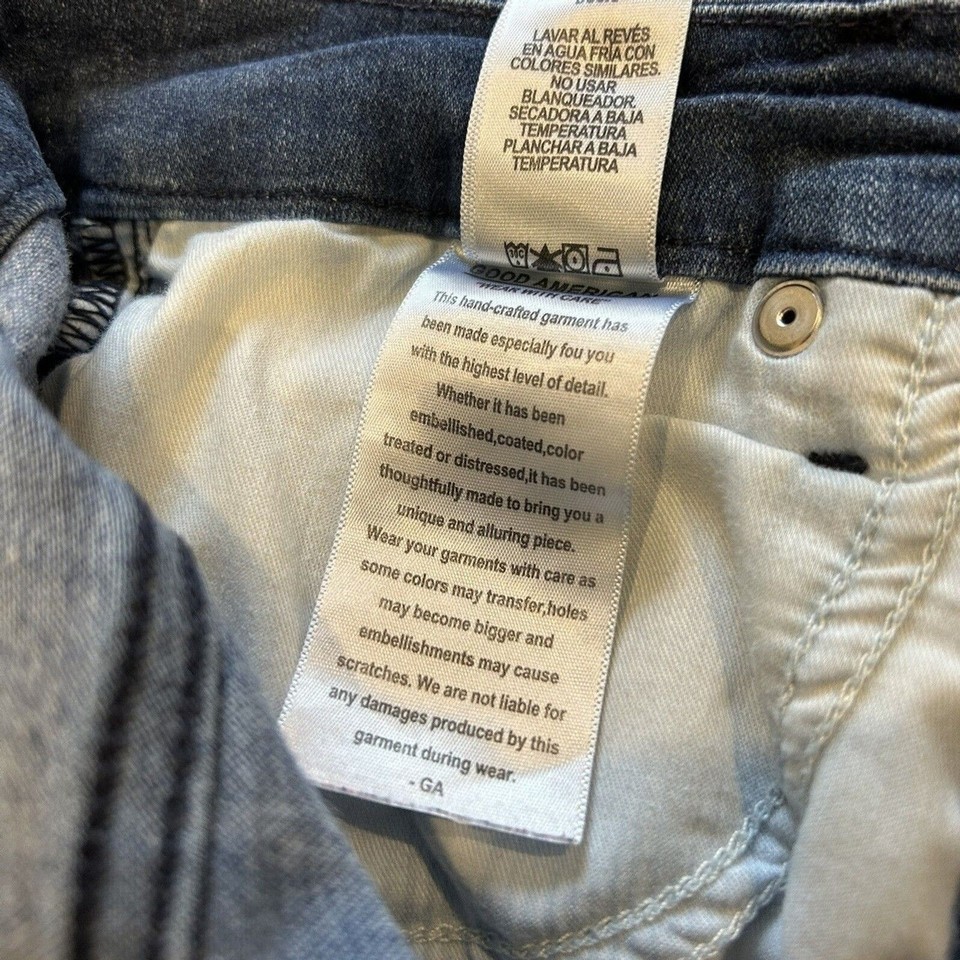 LAVAR AL REVÉS
EN AGUA FRÍA CON
COLORES SIMILARES.
NO USAR
BLANQUEADOR.
SECADORA A BAJA
TEMPERATURA
PLANCHAR A BAJA
TEMPERATURA
GOOD AMERICAN
"WEAR WITH CARE"
This hand-crafted garment has
been made especially fou you
with the highest level of detail.
Whether it has been
embellished,coated,color
treated or distressed,it has been
thoughtfully made to bring you a
unique and alluring piece.
Wear your garments with care as
some colors may transfer,holes
may become bigger and
embellishments may cause
scratches. We are not liable for
any damages produced by this
garment during wear.
- GA